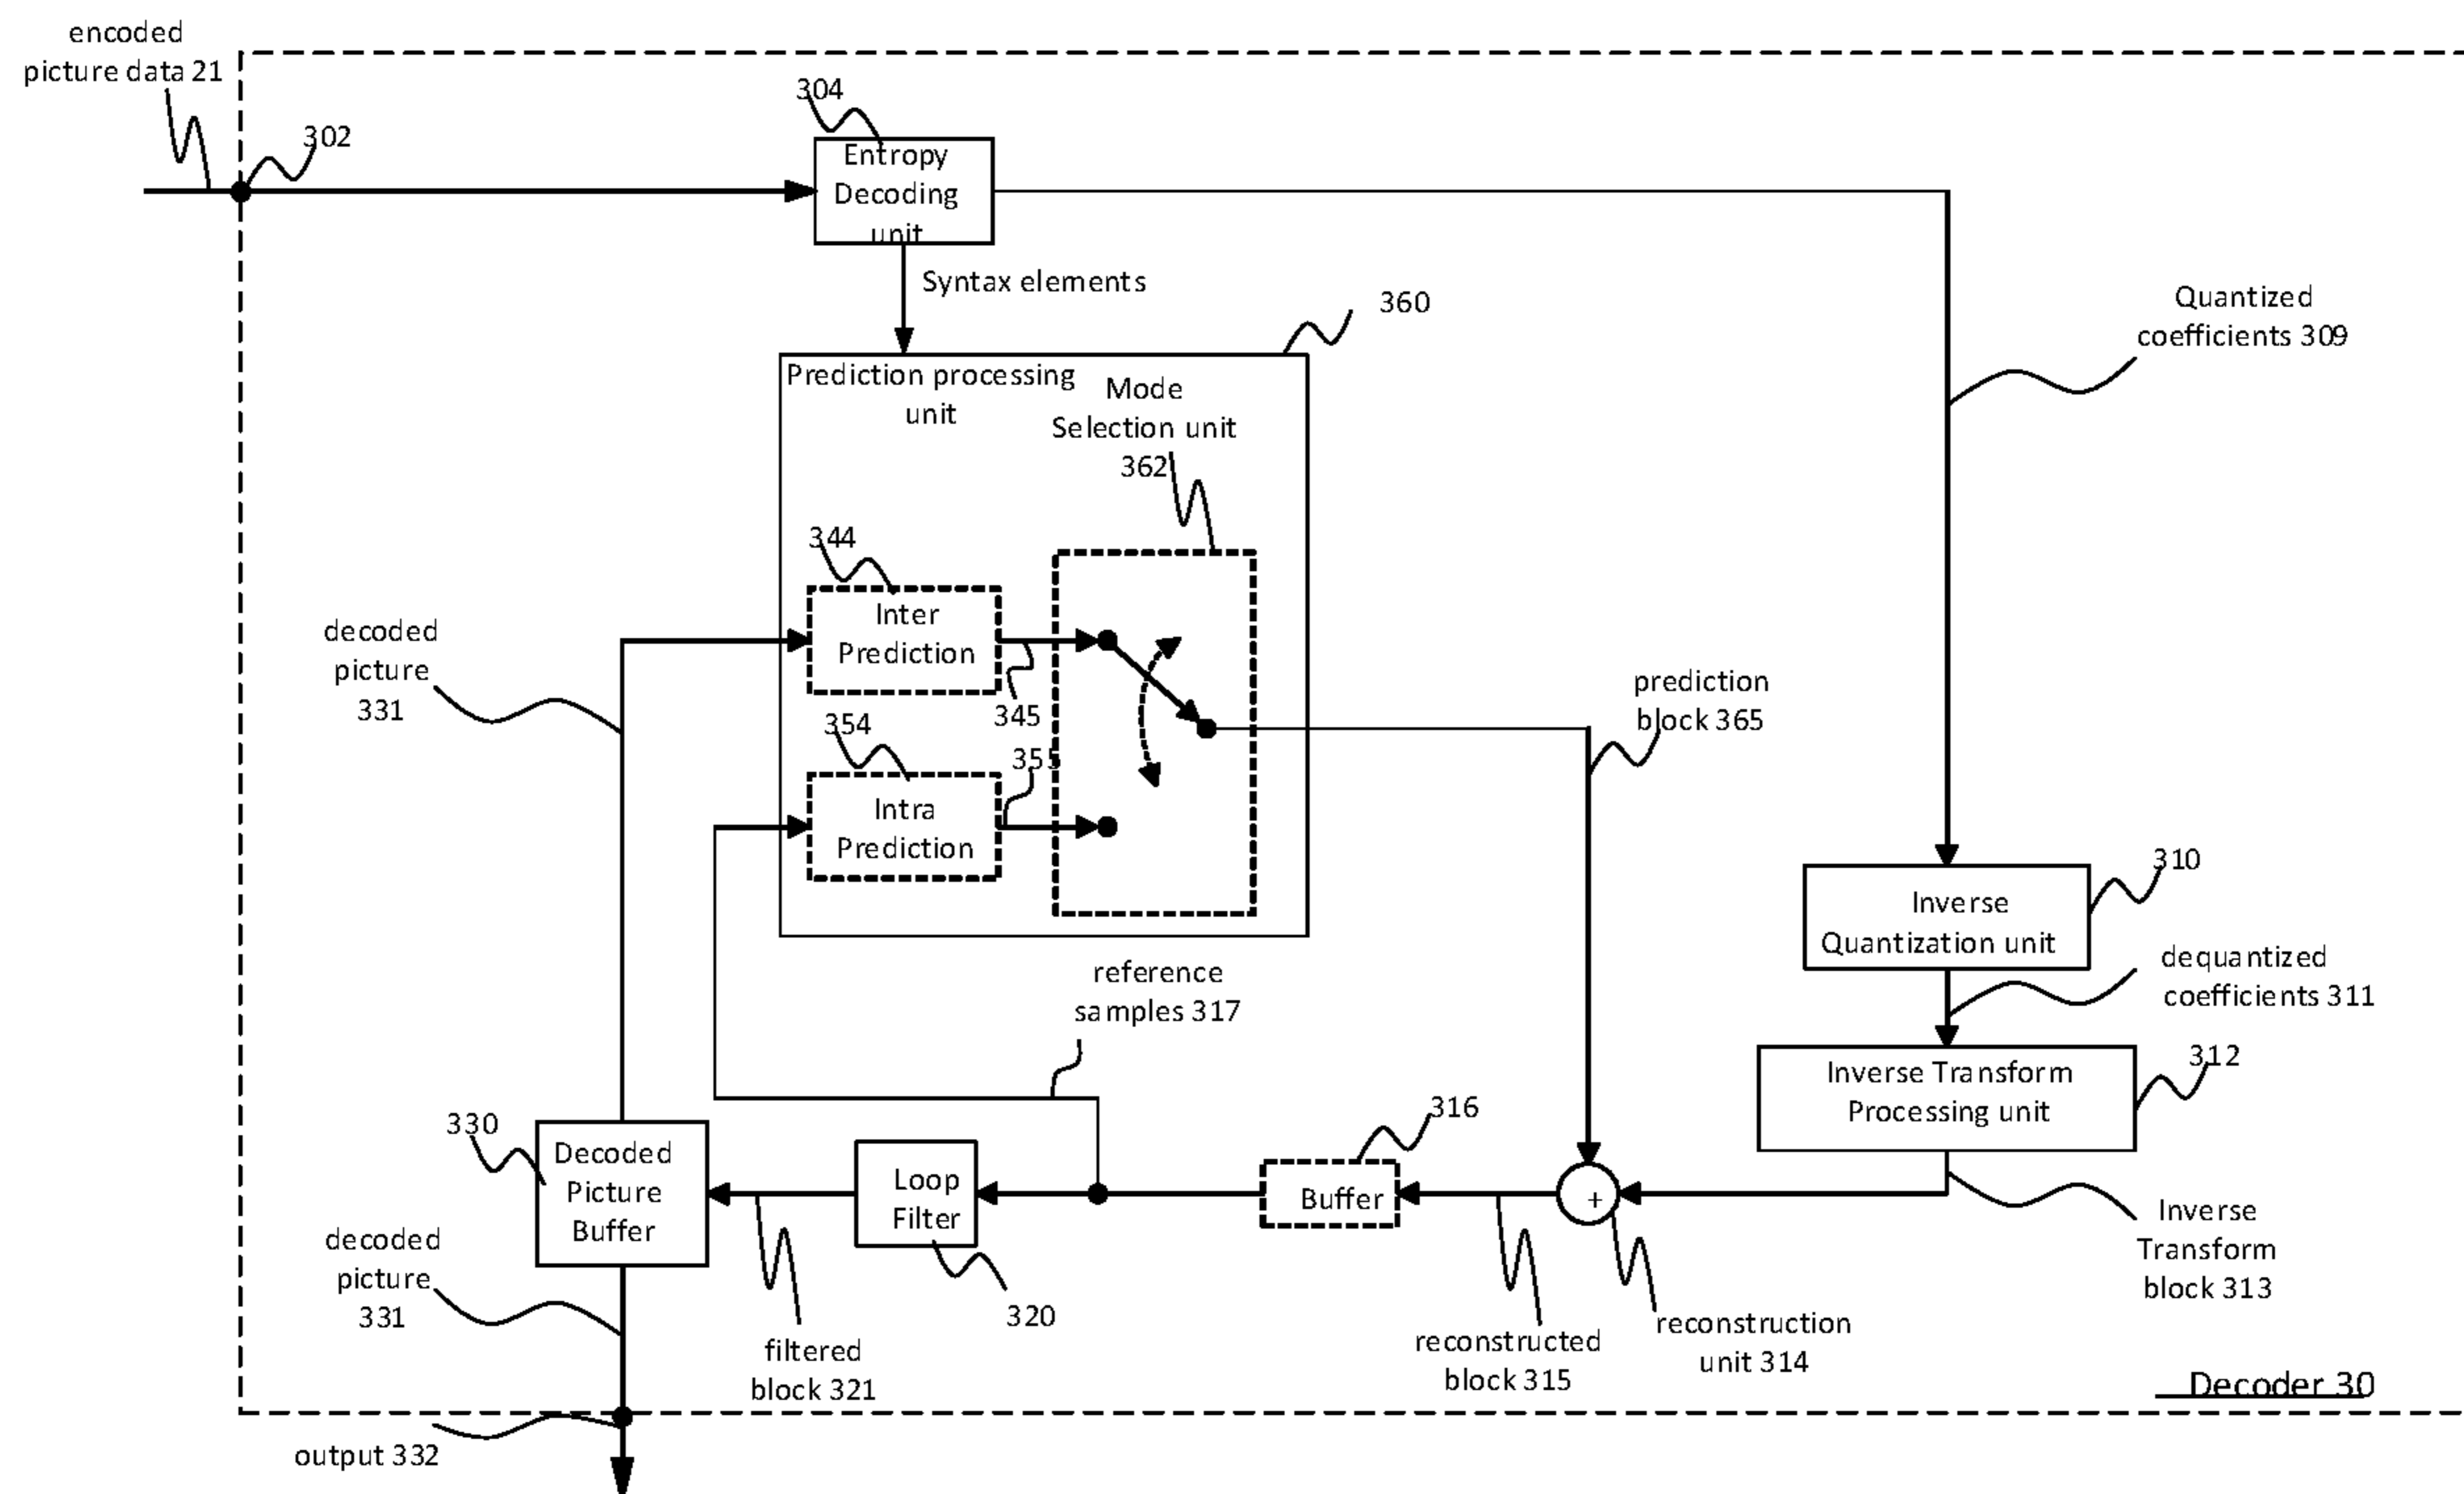 encoded
picture data 21
302
304
Entropy
Decoding
unit
Syntax elements
360
Quantized
coefficients 309
Prediction processing
unit
Mode
Selection unit
362
344
Inter
Prediction
345
decoded
picture
331
354
355
Intra
Prediction
prediction
block 365
310
Inverse
Quantization unit
dequantized
coefficients 311
reference
samples 317
312
Inverse Transform
Processing unit
316
Buffer
+
330
Decoded
Picture
Buffer
Loop
Filter
320
Inverse
Transform
block 313
decoded
picture
331
filtered
block 321
reconstructed
block 315
reconstruction
unit 314
Decoder 30
output 332